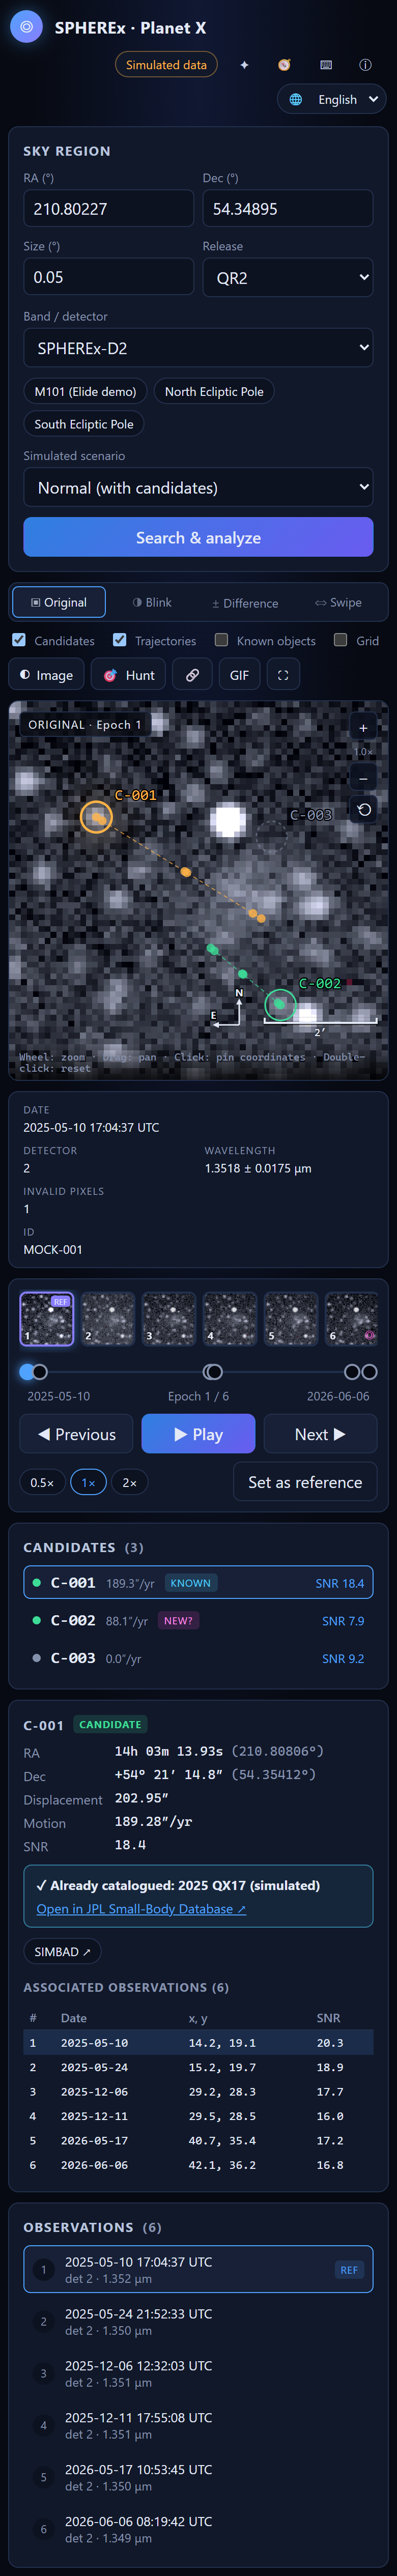 SPHEREx · Planet X
Simulated data
English
SKY REGION
RA (°)
Dec (°)
210.80227
54.34895
Size (°)
Release
0.05
QR2
Band / detector
SPHEREx-D2
M101 (Elide demo)
North Ecliptic Pole
South Ecliptic Pole
Simulated scenario
Normal (with candidates)
Search & analyze
Original
Blink
± Difference
⇔ Swipe
Candidates
Trajectories
Known objects
Grid
Image
Hunt
GIF
ORIGINAL · Epoch 1
+
1.0×
−
C-001
C-003
C-002
N
E
2′
Wheel: zoom · Drag: pan · Click: pin coordinates · Double-
click: reset
DATE
2025-05-10 17:04:37 UTC
DETECTOR
WAVELENGTH
2
1.3518 ± 0.0175 µm
INVALID PIXELS
1
ID
MOCK-001
REF
1
2
3
4
5
6
2025-05-10
Epoch 1 / 6
2026-06-06
◀ Previous
▶ Play
Next ▶
0.5×
1×
2×
Set as reference
CANDIDATES (3)
C-001 189.3″/yr KNOWN SNR 18.4
C-002 88.1″/yr NEW? SNR 7.9
C-003 0.0″/yr SNR 9.2
C-001 CANDIDATE
RA 14h 03m 13.93s (210.80806°)
Dec +54° 21′ 14.8″ (54.35412°)
Displacement 202.95″
Motion 189.28″/yr
SNR 18.4
✓ Already catalogued: 2025 QX17 (simulated)
Open in JPL Small-Body Database ↗
SIMBAD ↗
ASSOCIATED OBSERVATIONS (6)
# Date x, y SNR
1 2025-05-10 14.2, 19.1 20.3
2 2025-05-24 15.2, 19.7 18.9
3 2025-12-06 29.2, 28.3 17.7
4 2025-12-11 29.5, 28.5 16.0
5 2026-05-17 40.7, 35.4 17.2
6 2026-06-06 42.1, 36.2 16.8
OBSERVATIONS (6)
1
2025-05-10 17:04:37 UTC
det 2 · 1.352 µm
REF
2
2025-05-24 21:52:33 UTC
det 2 · 1.350 µm
3
2025-12-06 12:32:03 UTC
det 2 · 1.351 µm
4
2025-12-11 17:55:08 UTC
det 2 · 1.351 µm
5
2026-05-17 10:53:45 UTC
det 2 · 1.350 µm
6
2026-06-06 08:19:42 UTC
det 2 · 1.349 µm